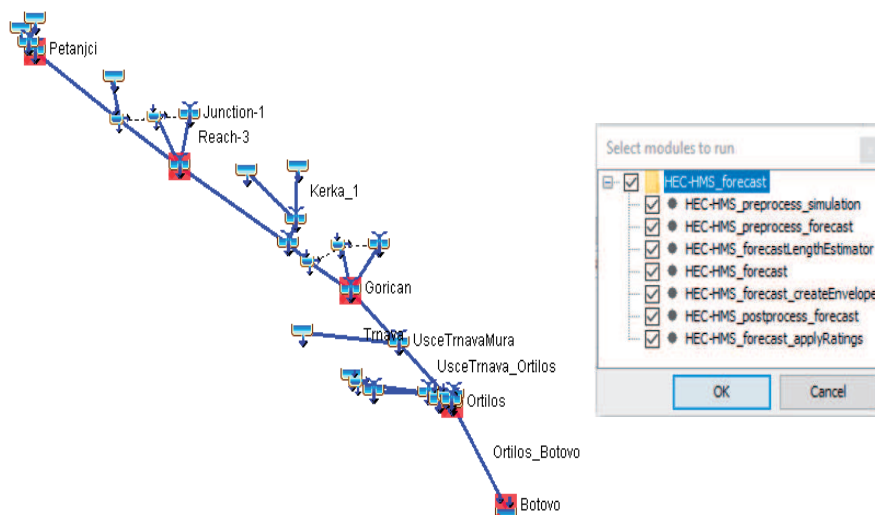 Petanjci
Junction-1
Reach-3
Kerka_1
Gorican
Trnava
UsceTrnavaMura
UsceTrnava_Ortilos
Ortilos
Ortilos_Botovo
Botovo
Select modules to run
HEC-HMS_forecast
HEC-HMS_preprocess_simulation
HEC-HMS_preprocess_forecast
HEC-HMS_forecastLengthEstimator
HEC-HMS_forecast
HEC-HMS_forecast_createEnvelope
HEC-HMS_postprocess_forecast
HEC-HMS_forecast_applyRatings
OK
Cancel